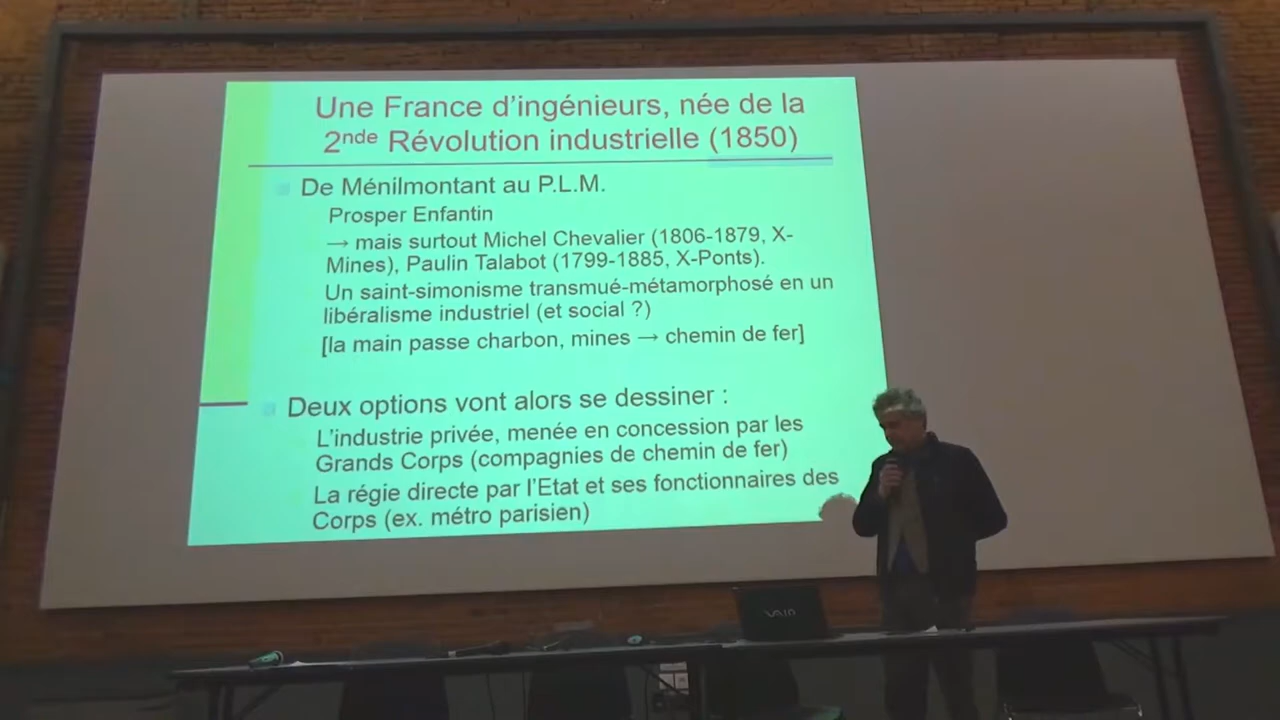 Une France d'ingénieurs, née de la
2nde Révolution industrielle (1850)
De Ménilmontant au P.L.M.
Prosper Enfantin
→ mais surtout Michel Chevalier (1806-1879, X-
Mines), Paulin Talabot (1799-1885, X-Ponts).
Un saint-simonisme transmué-métamorphosé en un
libéralisme industriel (et social ?)
[la main passe charbon, mines → chemin de fer]
Deux options vont alors se dessiner :
L'industrie privée, menée en concession par les
Grands Corps (compagnies de chemin de fer)
La régie directe par l'Etat et ses fonctionnaires des
Corps (ex. métro parisien)
VAIO